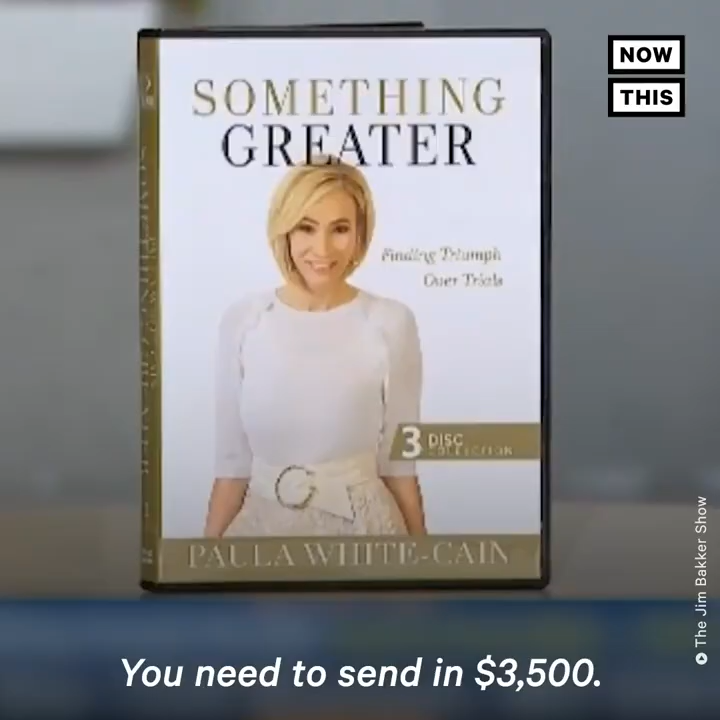 NOW
THIS
SOMETHING
GREATER
Finding Triumph
Over Trials
3 DISC
COLLECTION
PAULA WHITE-CAIN
© The Jim Bakker Show
You need to send in $3,500.